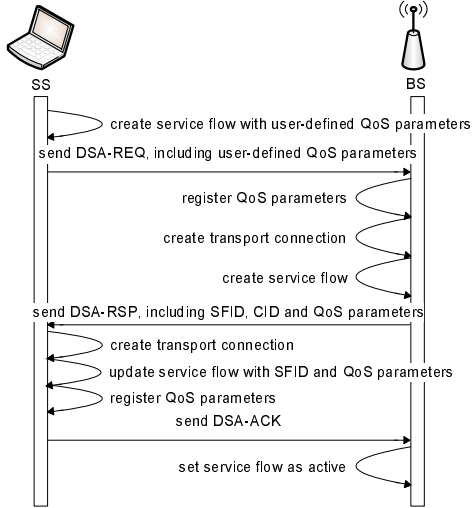 SS
BS
create service flow with user-defined QoS parameters
send DSA-REQ, including user-defined QoS parameters
register QoS parameters
create transport connection
create service flow
send DSA-RSP, including SFID, CID and QoS parameters
create transport connection
update service flow with SFID and QoS parameters
register QoS parameters
send DSA-ACK
set service flow as active